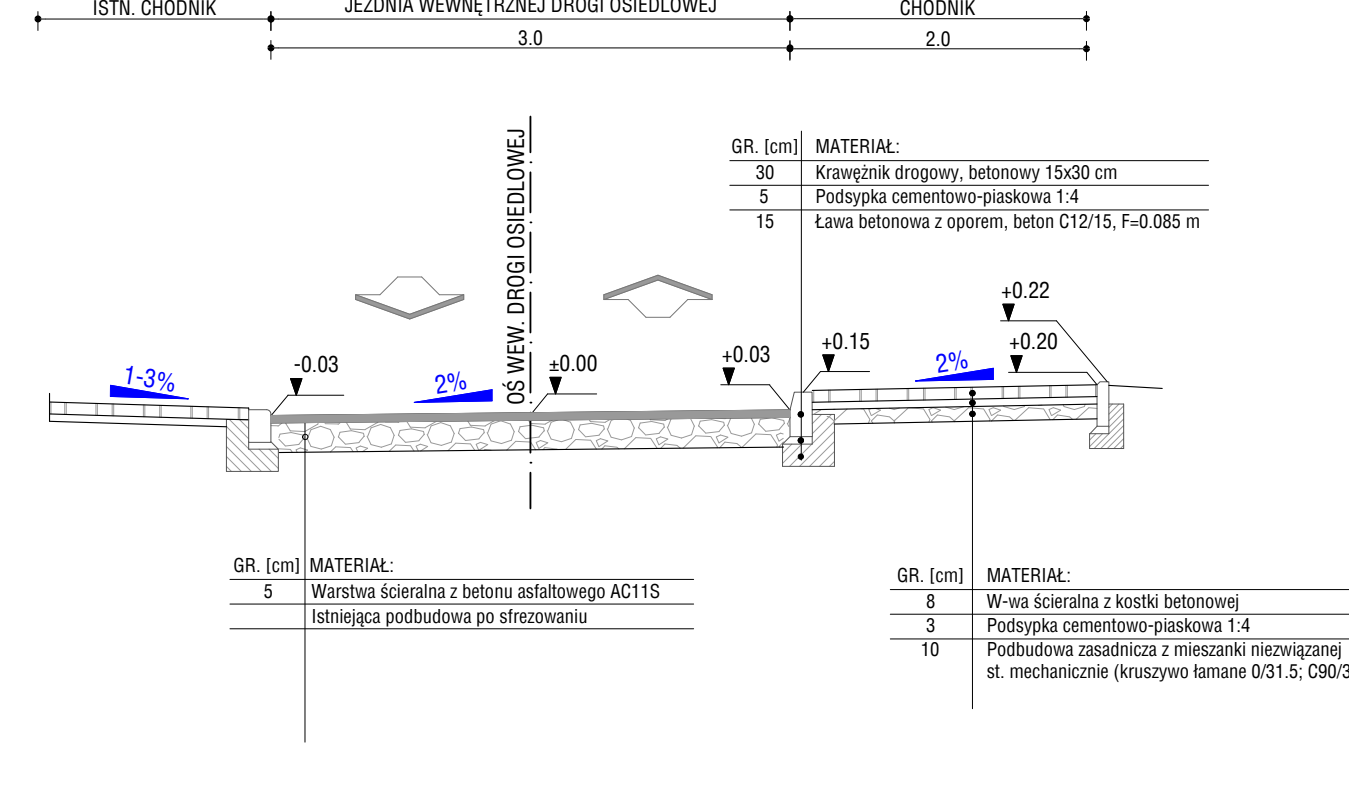 ISTN. CHODNIK
JEZDNIA WEWNĘTRZNEJ DROGI OSIEDLOWEJ
CHODNIK
3.0
2.0
OŚ WEW. DROGI OSIEDLOWEJ
GR. [cm] MATERIAŁ:
30 Krawężnik drogowy, betonowy 15x30 cm
5 Podsypka cementowo-piaskowa 1:4
15 Ława betonowa z oporem, beton C12/15, F=0.085 m
+0.22
+0.20
+0.15
+0.03
±0.00
-0.03
1-3%
2%
2%
GR. [cm] MATERIAŁ:
5 Warstwa ścieralna z betonu asfaltowego AC11S
Istniejąca podbudowa po sfrezowaniu
GR. [cm] MATERIAŁ:
8 W-wa ścieralna z kostki betonowej
3 Podsypka cementowo-piaskowa 1:4
10 Podbudowa zasadnicza z mieszanki niezwiązanej
st. mechanicznie (kruszywo łamane 0/31.5; C90/3